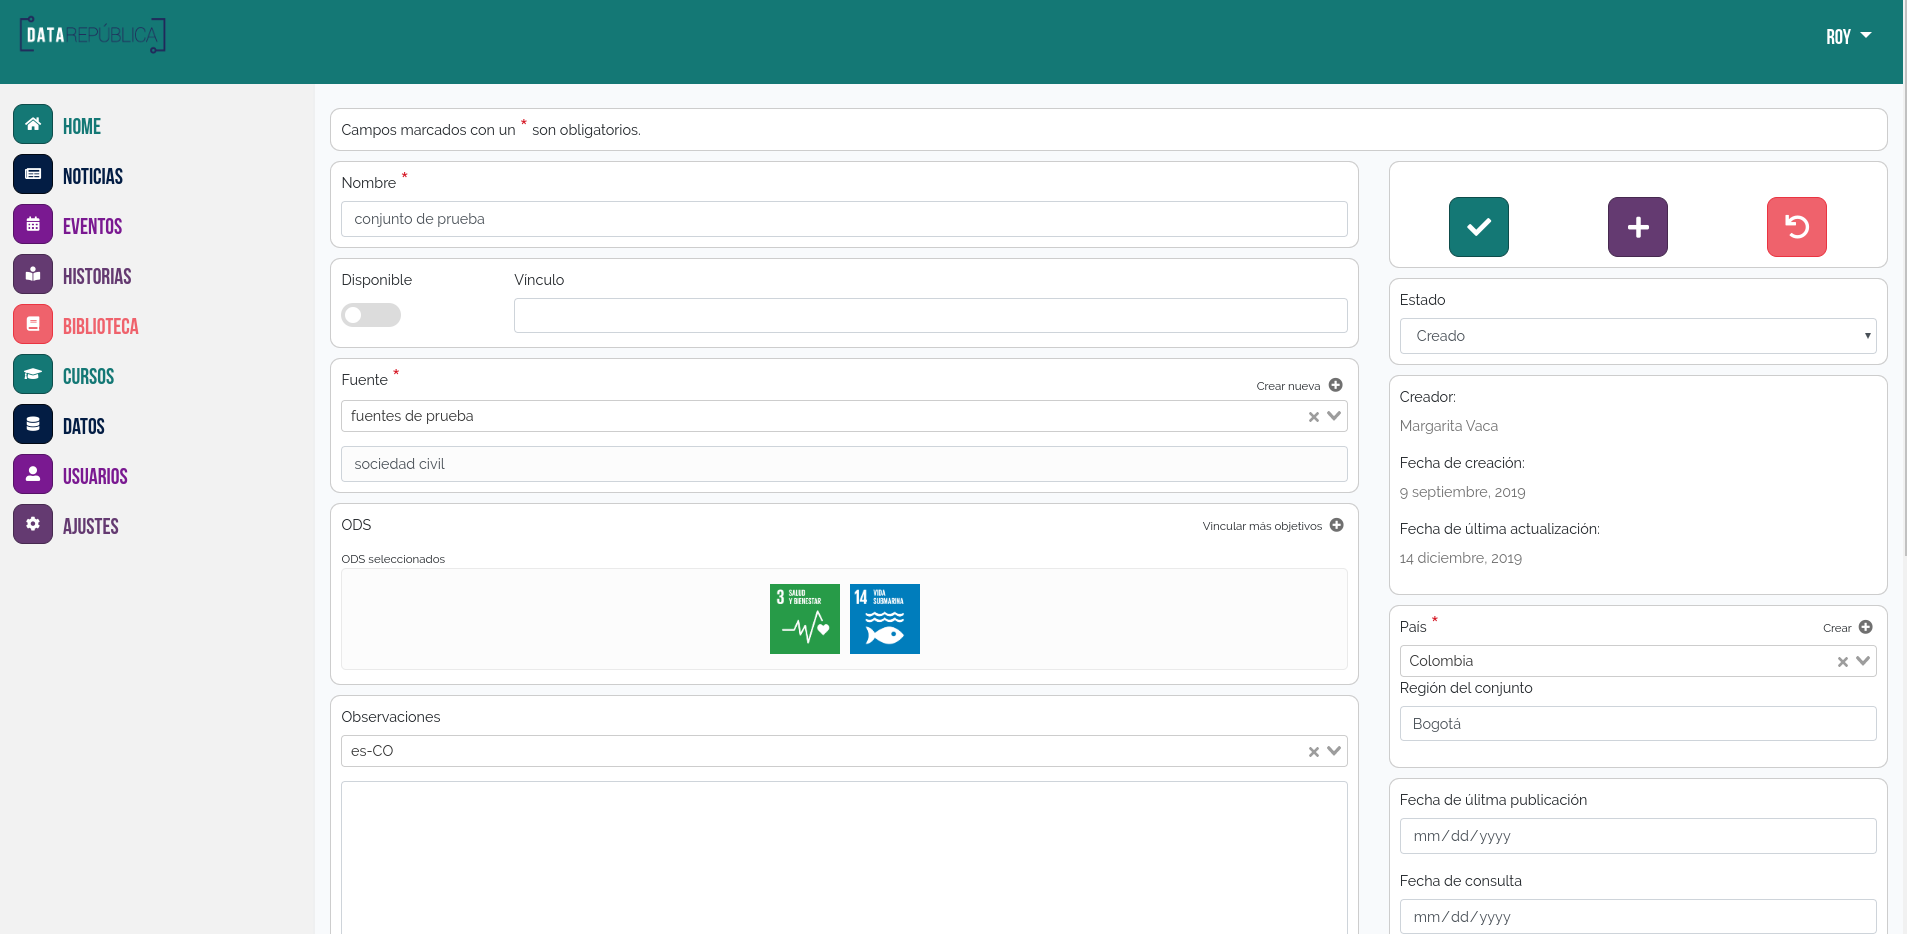 DATAREPÚBLICA
ROY
HOME
NOTICIAS
EVENTOS
HISTORIAS
BIBLIOTECA
CURSOS
DATOS
USUARIOS
AJUSTES
Campos marcados con un * son obligatorios.
Nombre *
conjunto de prueba
Disponible
Vínculo
Fuente *
Crear nueva
fuentes de prueba
sociedad civil
ODS
Vincular más objetivos
ODS seleccionados
3 SALUD
Y BIENESTAR
14 VIDA
SUBMARINA
Observaciones
es-CO
Estado
Creado
Creador:
Margarita Vaca
Fecha de creación:
9 septiembre, 2019
Fecha de última actualización:
14 diciembre, 2019
País *
Crear
Colombia
Región del conjunto
Bogotá
Fecha de úlitma publicación
mm/dd/yyyy
Fecha de consulta
mm/dd/yyyy